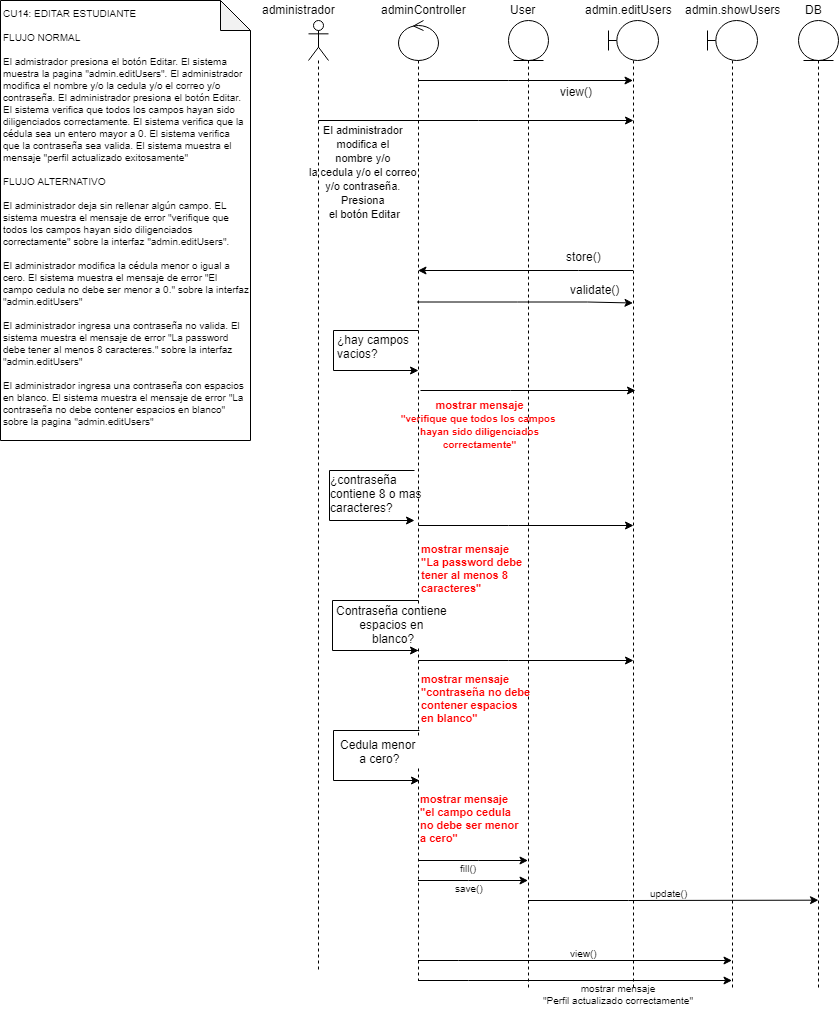 CU14: EDITAR ESTUDIANTE
FLUJO NORMAL
El admistrador presiona el botón Editar. El sistema
muestra la pagina "admin.editUsers". El administrador
modifica el nombre y/o la cedula y/o el correo y/o
contraseña. El administrador presiona el botón Editar.
El sistema verifica que todos los campos hayan sido
diligenciados correctamente. El sistema verifica que la
cédula sea un entero mayor a 0. El sistema verifica
que la contraseña sea valida. El sistema muestra el
mensaje "perfil actualizado exitosamente"
FLUJO ALTERNATIVO
El administrador deja sin rellenar algún campo. EL
sistema muestra el mensaje de error "verifique que
todos los campos hayan sido diligenciados
correctamente" sobre la interfaz "admin.editUsers".
El administrador modifica la cédula menor o igual a
cero. El sistema muestra el mensaje de error "El
campo cedula no debe ser menor a 0." sobre la interfaz
"admin.editUsers"
El administrador ingresa una contraseña no valida. El
sistema muestra el mensaje de error "La password
debe tener al menos 8 caracteres." sobre la interfaz
"admin.editUsers"
El administrador ingresa una contraseña con espacios
en blanco. El sistema muestra el mensaje de error "La
contraseña no debe contener espacios en blanco"
sobre la pagina "admin.editUsers"
administrador
adminController
User
admin.editUsers
admin.showUsers
DB
view()
El administrador
modifica el
nombre y/o
la cedula y/o el correo
y/o contraseña.
Presiona
el botón Editar
store()
validate()
¿hay campos
vacios?
mostrar mensaje
"verifique que todos los campos
hayan sido diligenciados
correctamente"
¿contraseña
contiene 8 o mas
caracteres?
mostrar mensaje
"La password debe
tener al menos 8
caracteres"
Contraseña contiene
espacios en
blanco?
mostrar mensaje
"contraseña no debe
contener espacios
en blanco"
Cedula menor
a cero?
mostrar mensaje
"el campo cedula
no debe ser menor
a cero"
fill()
save()
update()
view()
mostrar mensaje
"Perfil actualizado correctamente"